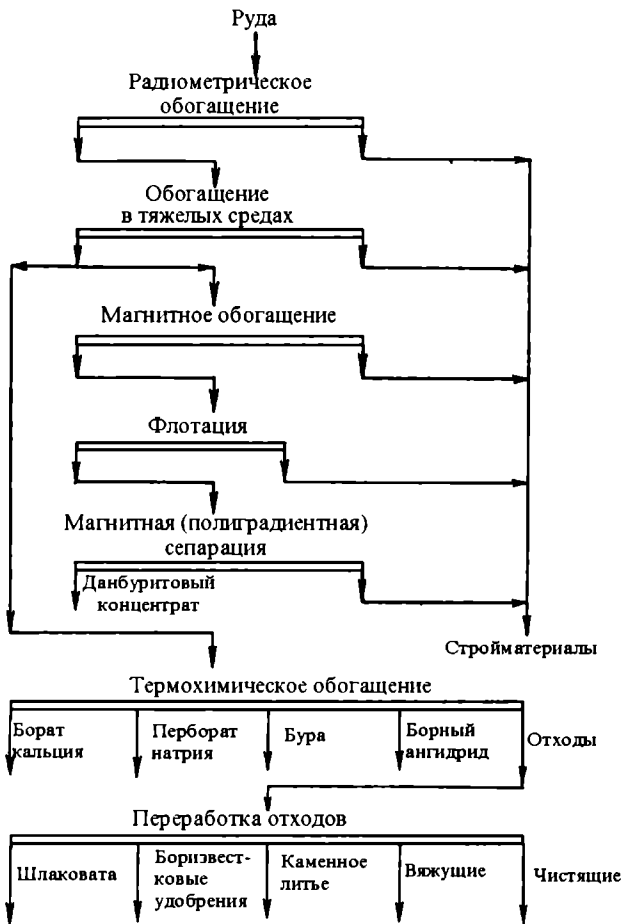 Руда
Радиометрическое
обогащение
Обогащение
в тяжелых средах
Магнитное обогащение
Флотация
Магнитная (полиградиентная)
сепарация
Данбуритовый
концентрат
Стройматериалы
Термохимическое обогащение
Борат
кальция
Перборат
натрия
Бура
Борный
ангидрид
Отходы
Переработка отходов
Шлаковата
Боризвест-
ковые
удобрения
Каменное
литье
Вяжущие
Чистящие